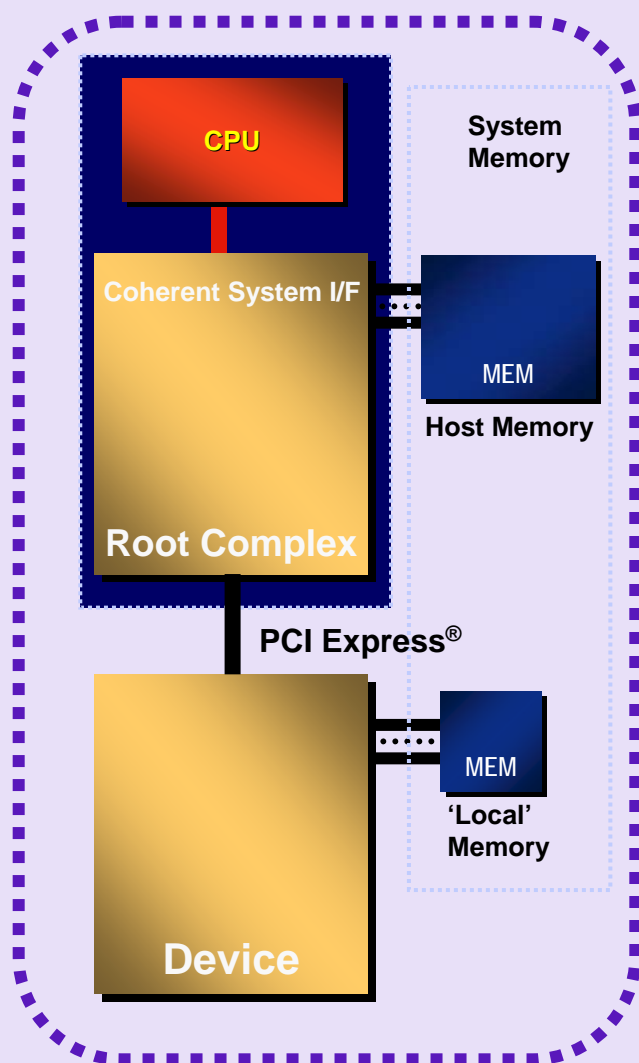 CPU
System
Memory
Coherent System I/F
MEM
Host Memory
Root Complex
PCI Express®
MEM
‘Local’
Memory
Device